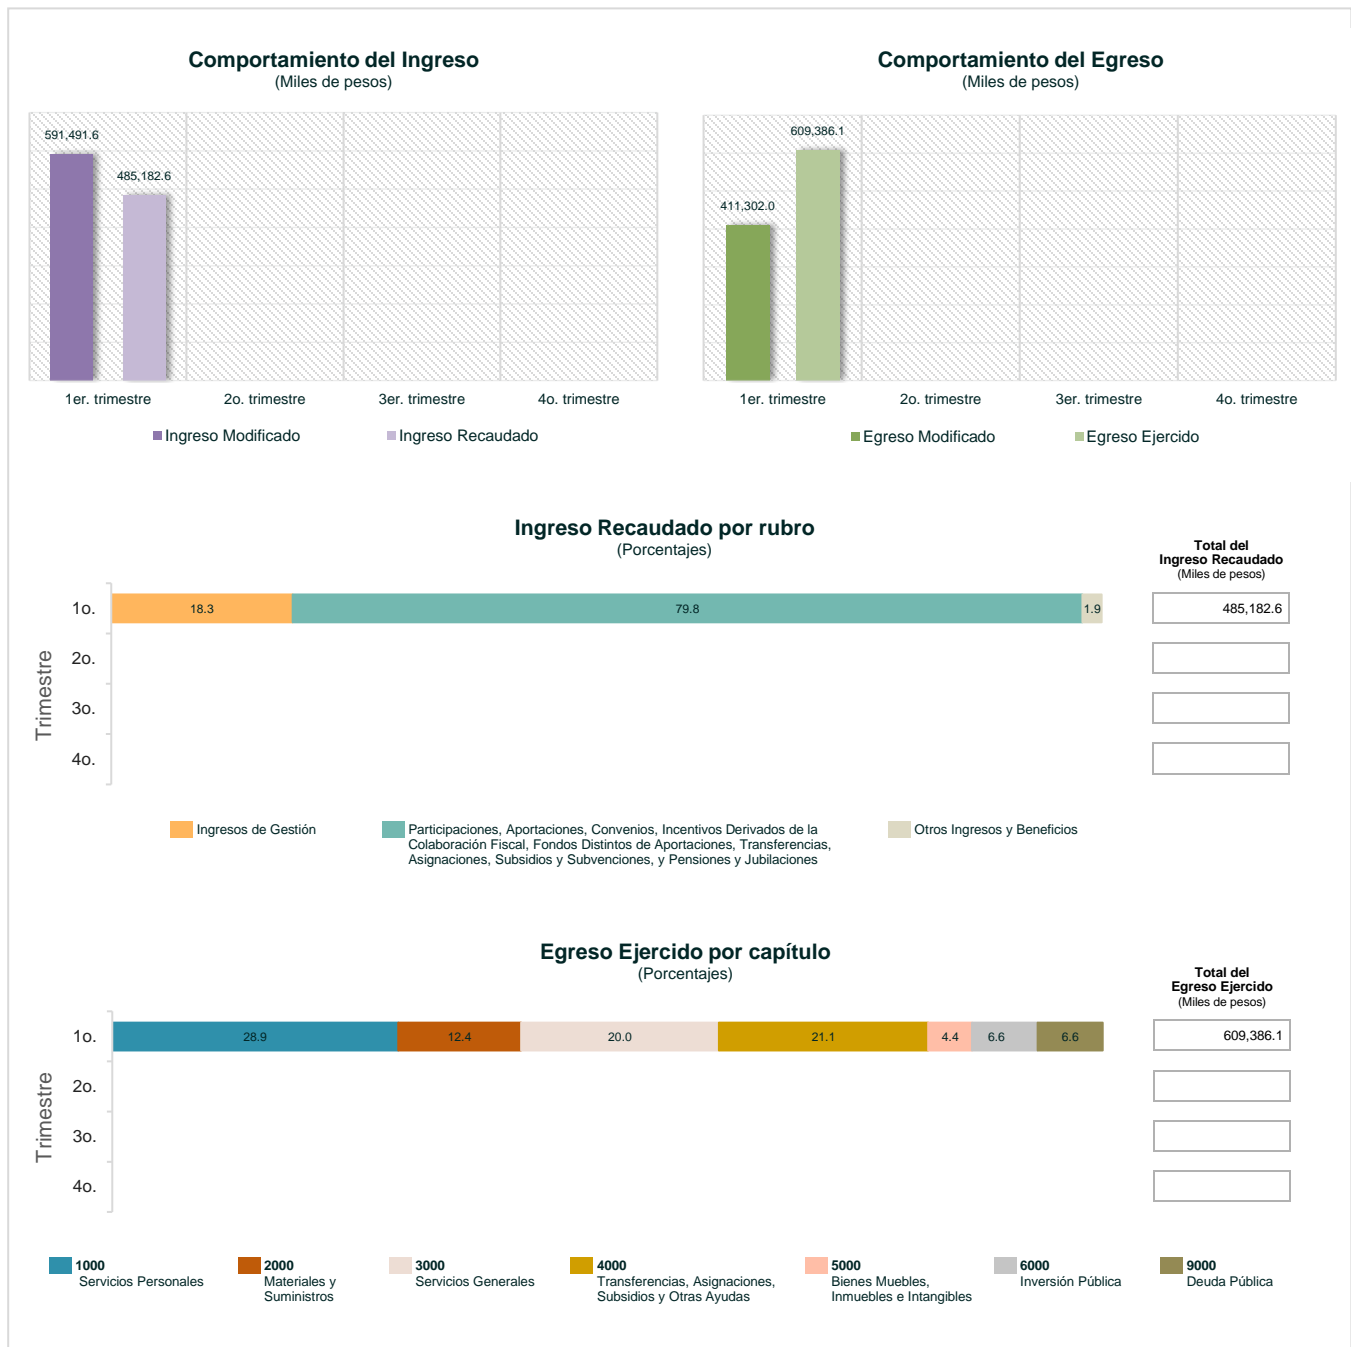 Comportamiento del Ingreso
(Miles de pesos)
591,491.6
485,182.6
1er. trimestre
2o. trimestre
3er. trimestre
4o. trimestre
Ingreso Modificado
Ingreso Recaudado
Comportamiento del Egreso
(Miles de pesos)
609,386.1
411,302.0
1er. trimestre
2o. trimestre
3er. trimestre
4o. trimestre
Egreso Modificado
Egreso Ejercido
Ingreso Recaudado por rubro
(Porcentajes)
Total del
Ingreso Recaudado
(Miles de pesos)
Trimestre
1o.
18.3
79.8
1.9
485,182.6
2o.
3o.
4o.
Ingresos de Gestión
Participaciones, Aportaciones, Convenios, Incentivos Derivados de la
Colaboración Fiscal, Fondos Distintos de Aportaciones, Transferencias,
Asignaciones, Subsidios y Subvenciones, y Pensiones y Jubilaciones
Otros Ingresos y Beneficios
Egreso Ejercido por capítulo
(Porcentajes)
Total del
Egreso Ejercido
(Miles de pesos)
Trimestre
1o.
28.9
12.4
20.0
21.1
4.4
6.6
6.6
609,386.1
2o.
3o.
4o.
1000
Servicios Personales
2000
Materiales y
Suministros
3000
Servicios Generales
4000
Transferencias, Asignaciones,
Subsidios y Otras Ayudas
5000
Bienes Muebles,
Inmuebles e Intangibles
6000
Inversión Pública
9000
Deuda Pública